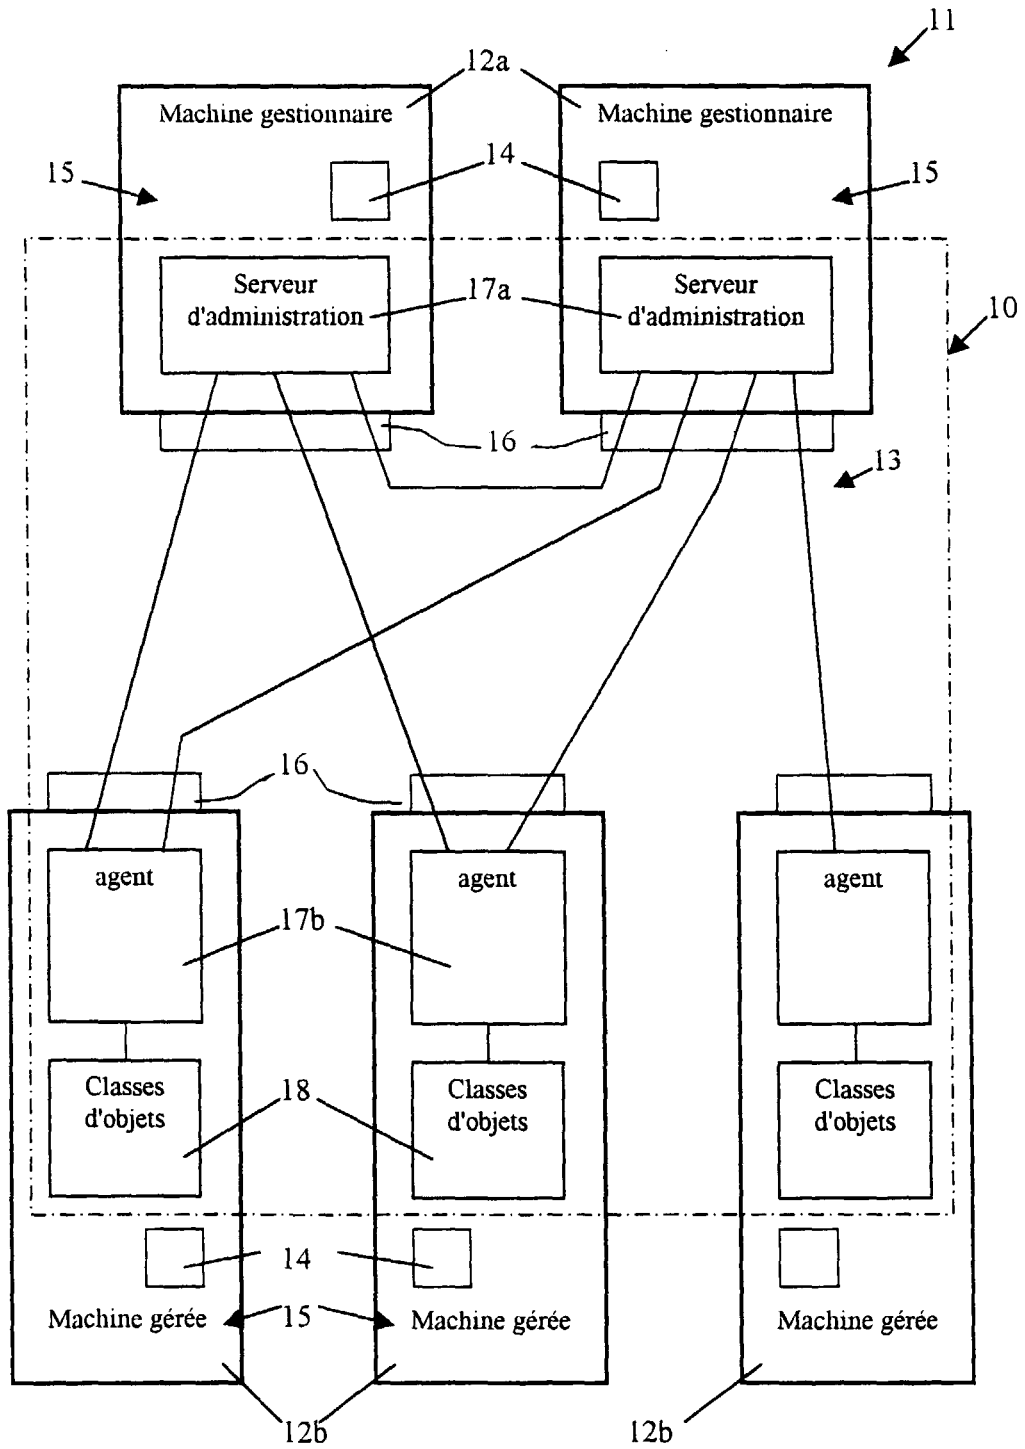 11
12a
Machine gestionnaire
Machine gestionnaire
14
15
15
Serveur
d'administration
17a
Serveur
d'administration
10
16
13
16
agent
agent
agent
17b
Classes
d'objets
18
Classes
d'objets
Classes
d'objets
14
Machine gérée
15
Machine gérée
Machine gérée
12b
12b